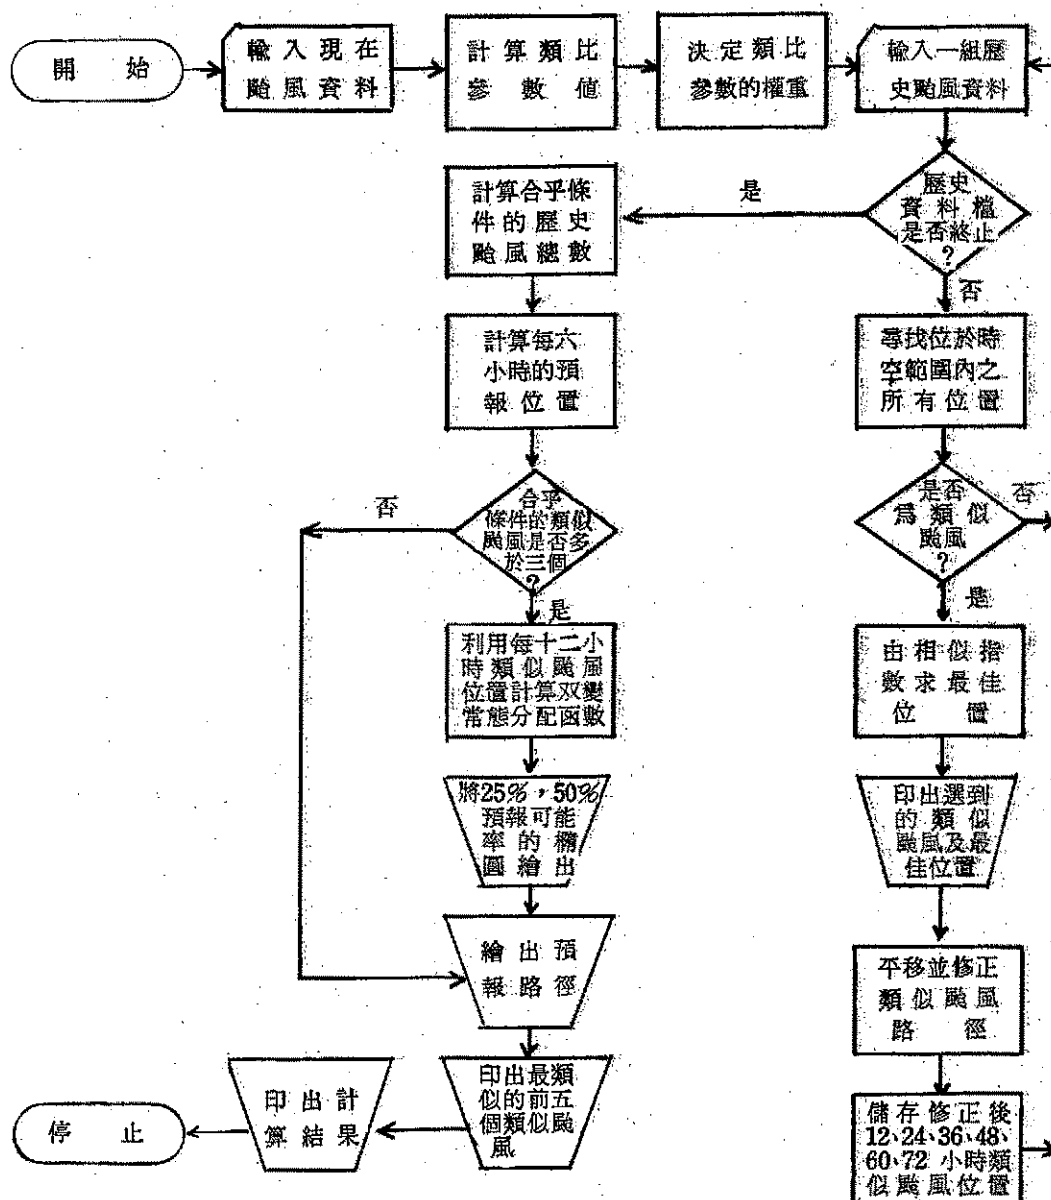 開始
輸入現在
颱風資料
計算類比
參數值
決定類比
參數的權重
輸入一組歷
史颱風資料
歷史
資料檔
是否終止
?
是
否
計算合乎條
件的歷史
颱風總數
計算每六
小時的預
報位置
合乎
條件的類似
颱風是否多
於三個
?
否
是
利用每十二小
時類似颱風
位置計算双變
常態分配函數
將25%,50%
預報可能
率的橢
圓繪出
繪出預
報路徑
印出最類
似的前五
個類似颱
風
印出計
算結果
停止
尋找位於時
空範圍內之
所有位置
是否
為類似
颱風
?
否
是
由相似指
數求最佳
位置
印出選到
的類似
颱風及最
佳位置
平移並修正
類似颱風
路徑
儲存修正後
12、24、36、48、
60、72 小時類
似颱風位置